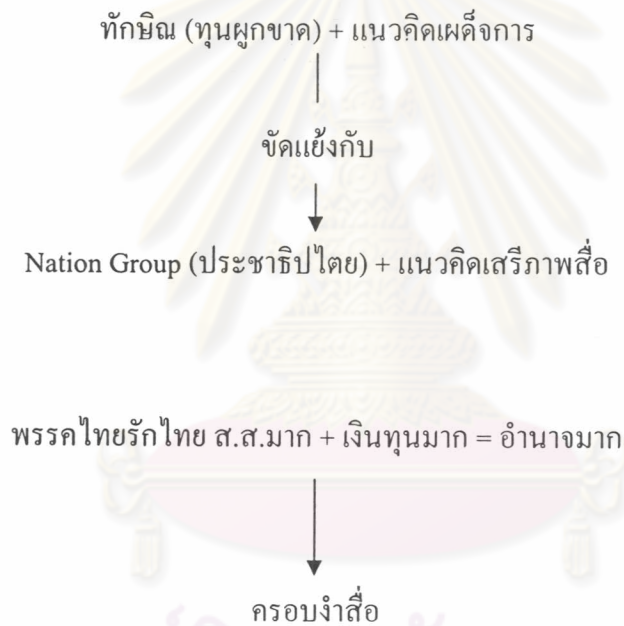 ทักษิณ (ทุนผูกขาด) + แนวคิดเผด็จการ
ขัดแย้งกับ
Nation Group (ประชาธิปไตย) + แนวคิดเสรีภาพสื่อ
พรรคไทยรักไทย ส.ส.มาก + เงินทุนมาก = อำนาจมาก
ครอบงำสื่อ